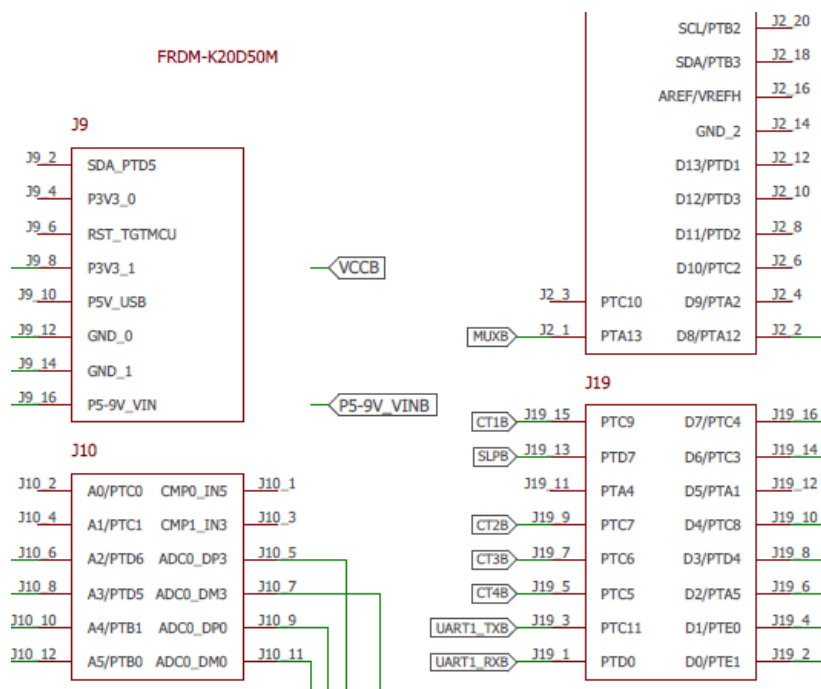 FRDM-K20D50M
J9
J9_2 SDA_PTD5
J9_4 P3V3_0
J9_6 RST_TGTMCU
J9_8 P3V3_1
J9_10 P5V_USB
J9_12 GND_0
J9_14 GND_1
J9_16 P5-9V_VIN
VCCB
P5-9V_VINB
J10
J10_2 A0/PTC0 CMP0_IN5 J10_1
J10_4 A1/PTC1 CMP1_IN3 J10_3
J10_6 A2/PTD6 ADC0_DP3 J10_5
J10_8 A3/PTD5 ADC0_DM3 J10_7
J10_10 A4/PTB1 ADC0_DP0 J10_9
J10_12 A5/PTB0 ADC0_DM0 J10_11
SCL/PTB2 J2_20
SDA/PTB3 J2_18
AREF/VREFH J2_16
GND_2 J2_14
D13/PTD1 J2_12
D12/PTD3 J2_10
D11/PTD2 J2_8
D10/PTC2 J2_6
J2_3 PTC10 D9/PTA2 J2_4
MUXB J2_1 PTA13 D8/PTA12 J2_2
J19
CT1B J19_15 PTC9 D7/PTC4 J19_16
SLPB J19_13 PTD7 D6/PTC3 J19_14
J19_11 PTA4 D5/PTA1 J19_12
CT2B J19_9 PTC7 D4/PTC8 J19_10
CT3B J19_7 PTC6 D3/PTD4 J19_8
CT4B J19_5 PTC5 D2/PTA5 J19_6
UART1_TXB J19_3 PTC11 D1/PTE0 J19_4
UART1_RXB J19_1 PTD0 D0/PTE1 J19_2